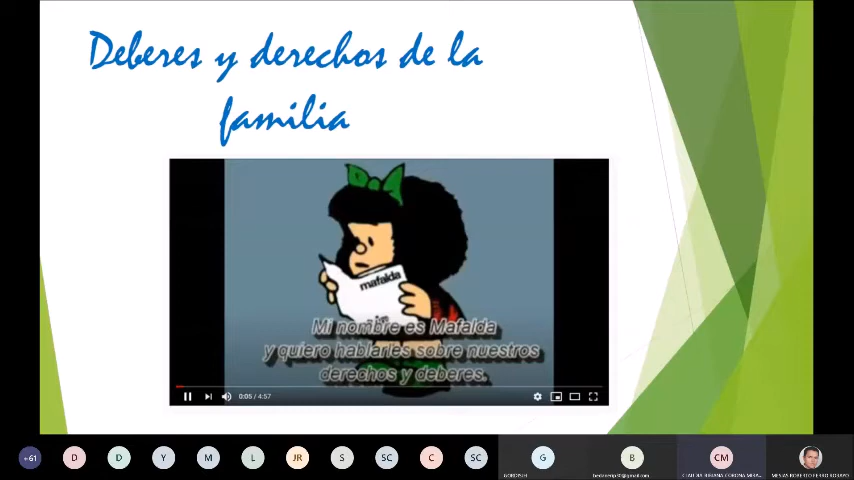 Deberes y derechos de la
familia
mafalda
Mi nombre es Mafalda
y quiero hablarles sobre nuestros
derechos y deberes.
0:05 / 4:57
+61
D
D
Y
M
L
JR
S
SC
C
SC
G
B
CM